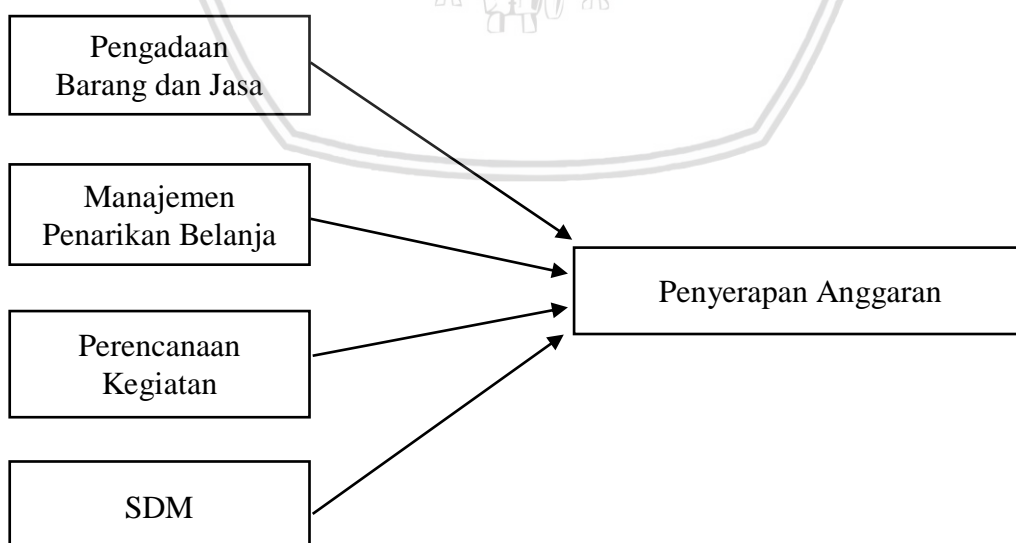 Pengadaan
Barang dan Jasa
Manajemen
Penarikan Belanja
Penyerapan Anggaran
Perencanaan
Kegiatan
SDM